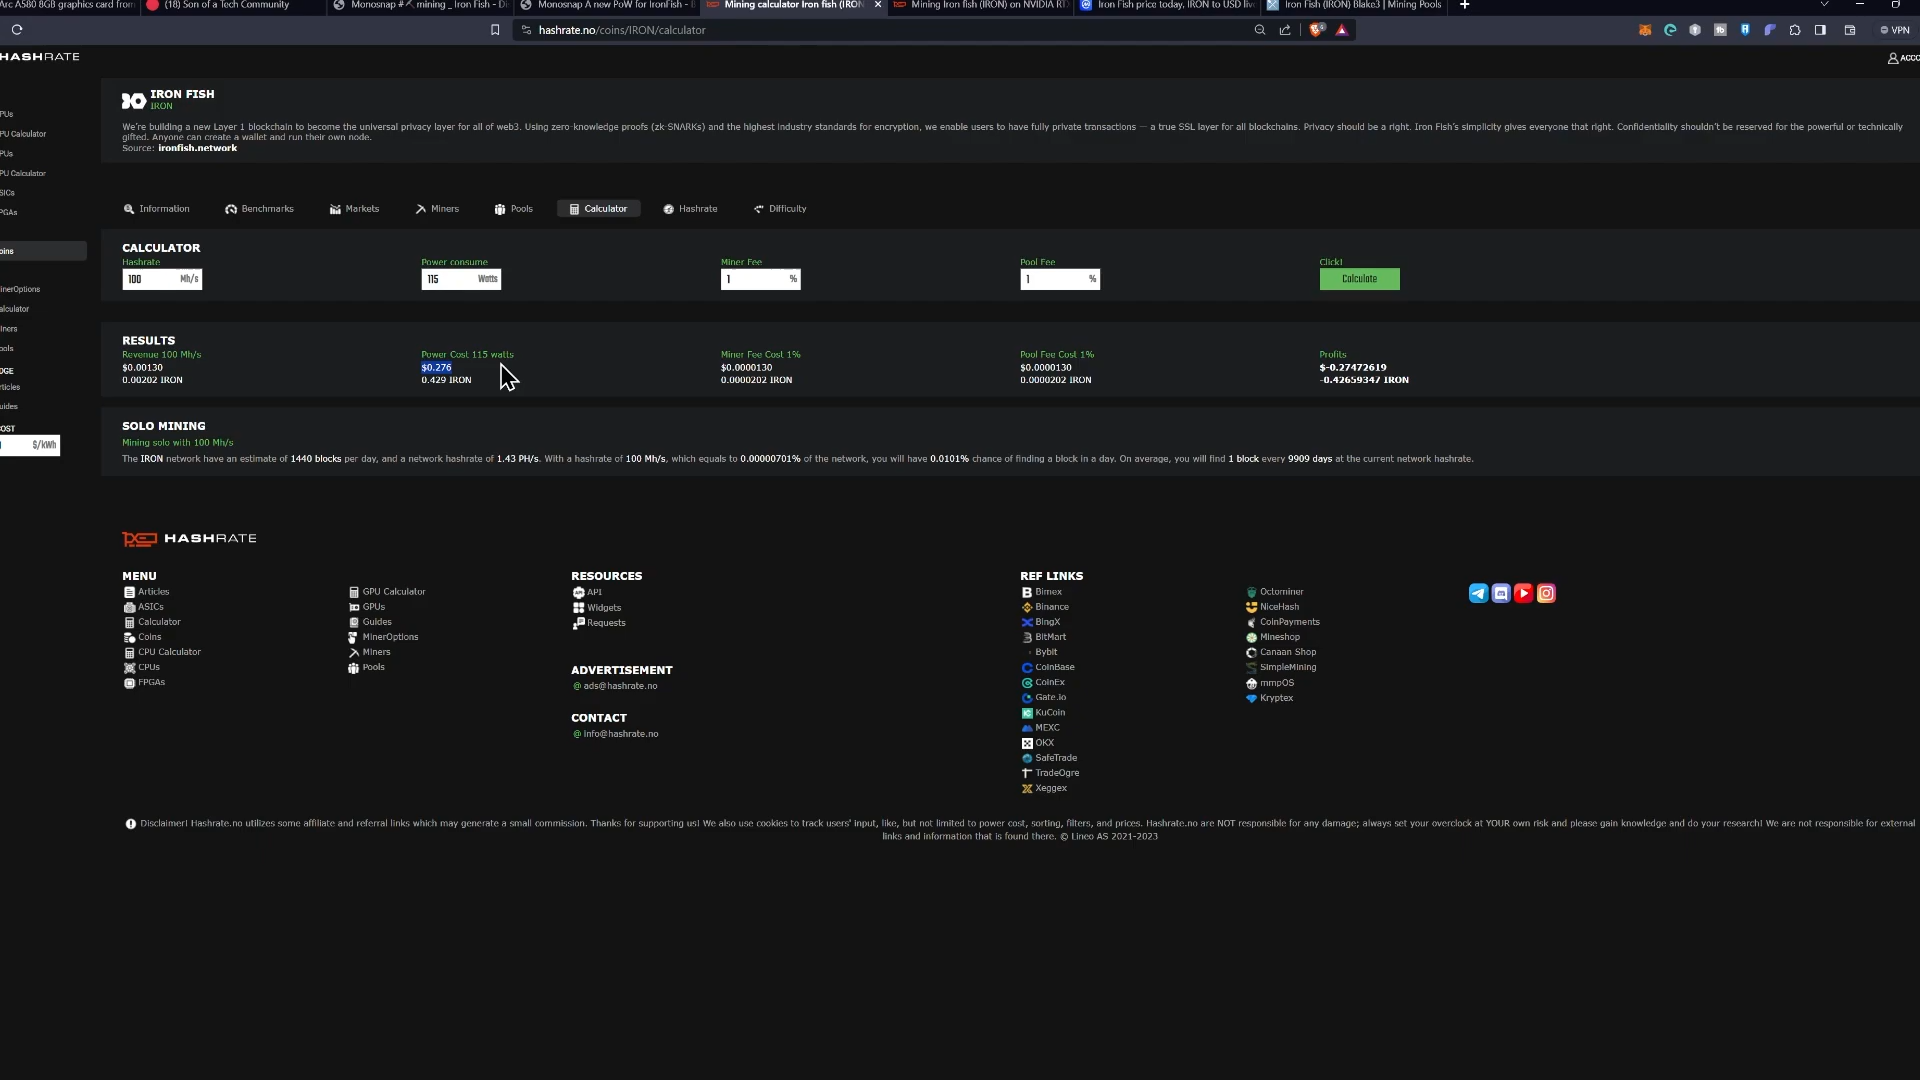 Arc A580 8GB graphics card from
(18) Son of a Tech Community
Monosnap #⛏mining _ Iron Fish - Di
Monosnap A new PoW for IronFish - B
Mining calculator Iron fish (IRON
Mining Iron fish (IRON) on NVIDIA RT
Iron Fish price today, IRON to USD live
Iron Fish (IRON) Blake3 | Mining Pools
hashrate.no/coins/IRON/calculator
VPN
HASHRATE
ACCO
IRON FISH
IRON
We're building a new Layer 1 blockchain to become the universal privacy layer for all of web3. Using zero-knowledge proofs (zk-SNARKs) and the highest industry standards for encryption, we enable users to have fully private transactions — a true SSL layer for all blockchains. Privacy should be a right. Iron Fish's simplicity gives everyone that right. Confidentiality shouldn't be reserved for the powerful or technically
gifted. Anyone can create a wallet and run their own node.
Source: ironfish.network
PUs
PU Calculator
PUs
PU Calculator
SICs
PGAs
oins
inerOptions
alculator
iners
ools
DGE
rticles
uides
OST
$/kWh
Information
Benchmarks
Markets
Miners
Pools
Calculator
Hashrate
Difficulty
CALCULATOR
Hashrate
Power consume
Miner Fee
Pool Fee
Click!
100 Mh/s
115 Watts
1 %
1 %
Calculate
RESULTS
Revenue 100 Mh/s
Power Cost 115 watts
Miner Fee Cost 1%
Pool Fee Cost 1%
Profits
$0.00130
$0.276
$0.0000130
$0.0000130
$-0.27472619
0.00202 IRON
0.429 IRON
0.0000202 IRON
0.0000202 IRON
-0.42659347 IRON
SOLO MINING
Mining solo with 100 Mh/s
The IRON network have an estimate of 1440 blocks per day, and a network hashrate of 1.43 PH/s. With a hashrate of 100 Mh/s, which equals to 0.00000701% of the network, you will have 0.0101% chance of finding a block in a day. On average, you will find 1 block every 9909 days at the current network hashrate.
HASHRATE
MENU
Articles
ASICs
Calculator
Coins
CPU Calculator
CPUs
FPGAs
GPU Calculator
GPUs
Guides
MinerOptions
Miners
Pools
RESOURCES
API
Widgets
Requests
ADVERTISEMENT
@ ads@hashrate.no
CONTACT
@ info@hashrate.no
REF LINKS
Bimex
Binance
BingX
BitMart
Bybit
CoinBase
CoinEx
Gate.io
KuCoin
MEXC
OKX
SafeTrade
TradeOgre
Xeggex
Octominer
NiceHash
CoinPayments
Mineshop
Canaan Shop
SimpleMining
mmpOS
Kryptex
Disclaimer! Hashrate.no utilizes some affiliate and referral links which may generate a small commission. Thanks for supporting us! We also use cookies to track users' input, like, but not limited to power cost, sorting, filters, and prices. Hashrate.no are NOT responsible for any damage; always set your overclock at YOUR own risk and please gain knowledge and do your research! We are not responsible for external
links and information that is found there. © Lineo AS 2021-2023